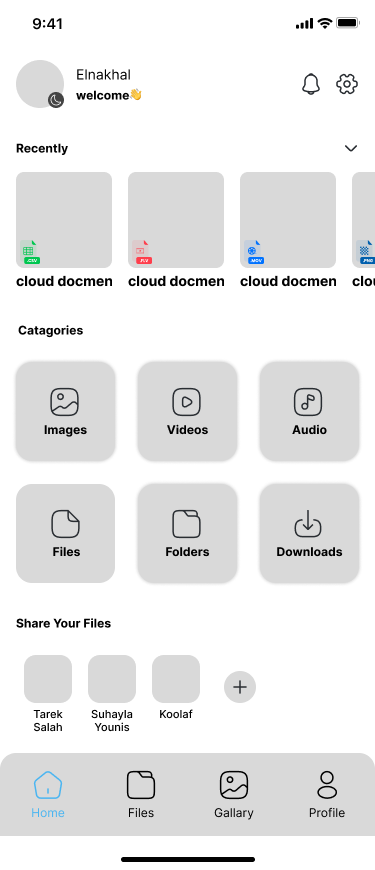 9:41
Elnakhal
welcome👋
Recently
.CSV
.FLV
.MOV
.PNG
cloud docmen
cloud docmen
cloud docmen
clou
Catagories
Images
Videos
Audio
Files
Folders
Downloads
Share Your Files
Tarek
Salah
Suhayla
Younis
Koolaf
Home
Files
Gallary
Profile